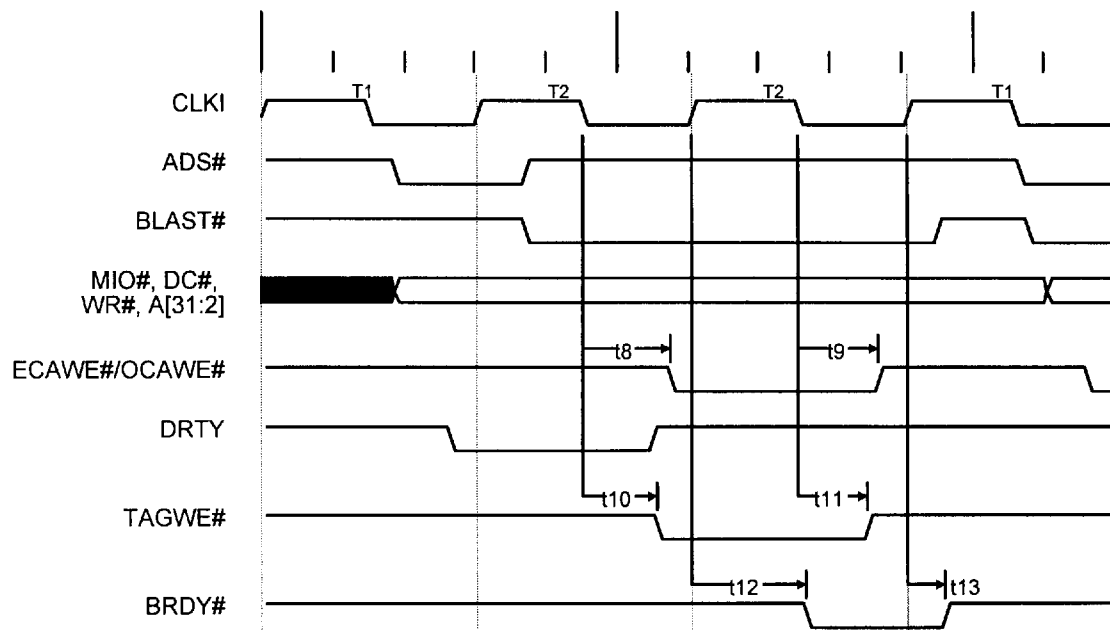 T1 T2 T2 T1
CLKI
ADS#
BLAST#
MIO#, DC#,
WR#, A[31:2]
t8 t9
ECAWE#/OCAWE#
DRTY
t10 t11
TAGWE#
t12 t13
BRDY#